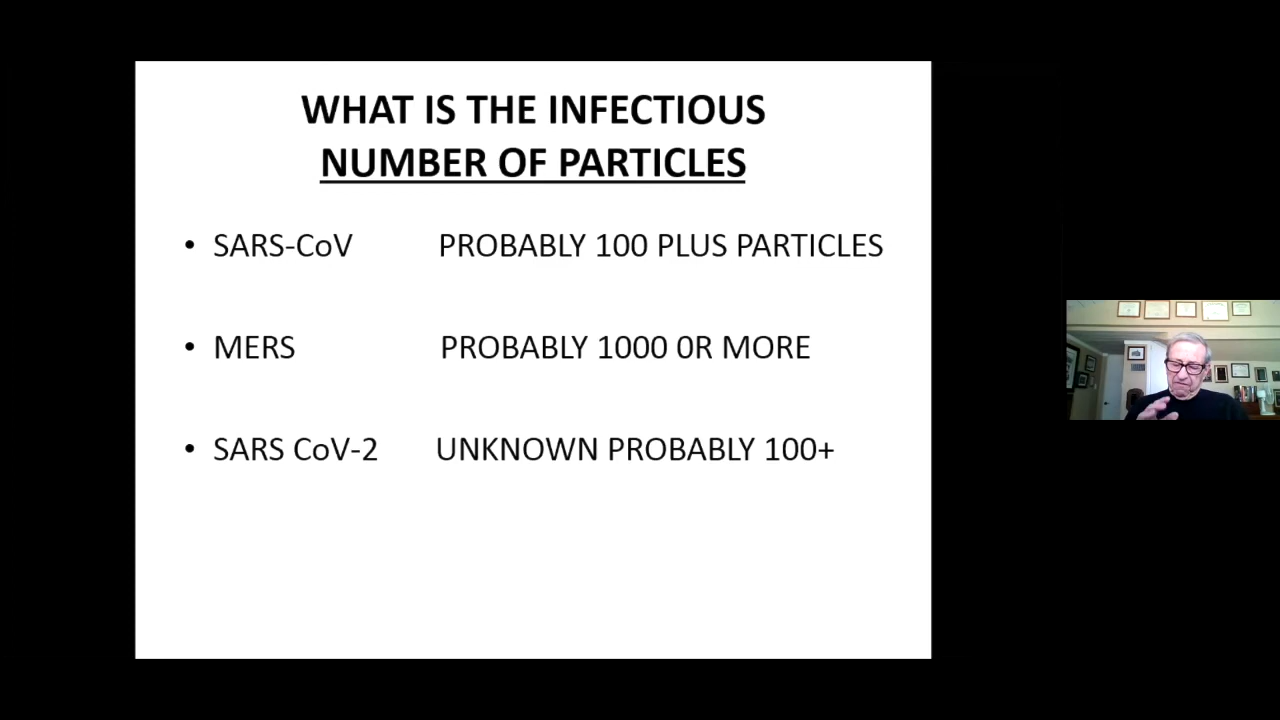 WHAT IS THE INFECTIOUS
NUMBER OF PARTICLES
• SARS-CoV PROBABLY 100 PLUS PARTICLES
• MERS PROBABLY 1000 0R MORE
• SARS CoV-2 UNKNOWN PROBABLY 100+